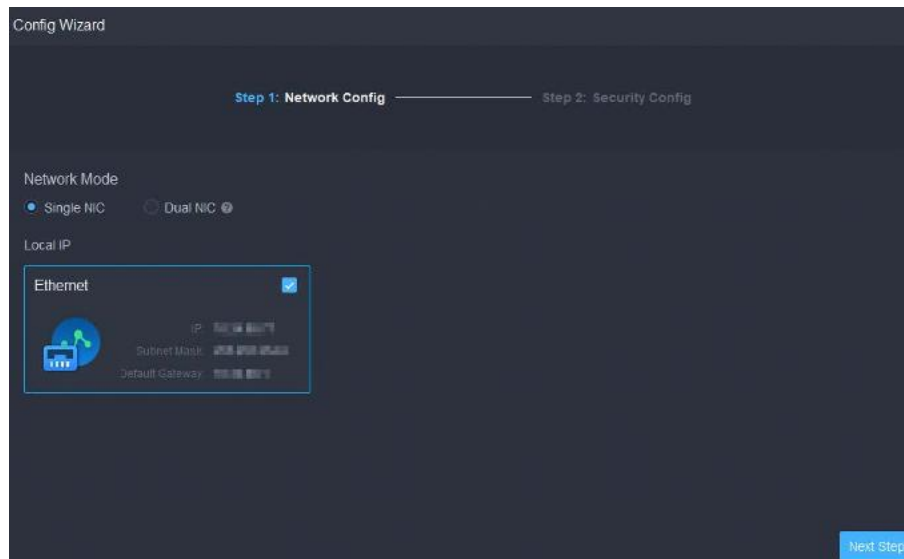 Config Wizard
Step 1: Network Config Step 2: Security Config
Network Mode
Single NIC Dual NIC
Local IP
Ethernet
IP:
Subnet Mask:
Default Gateway:
Next Step